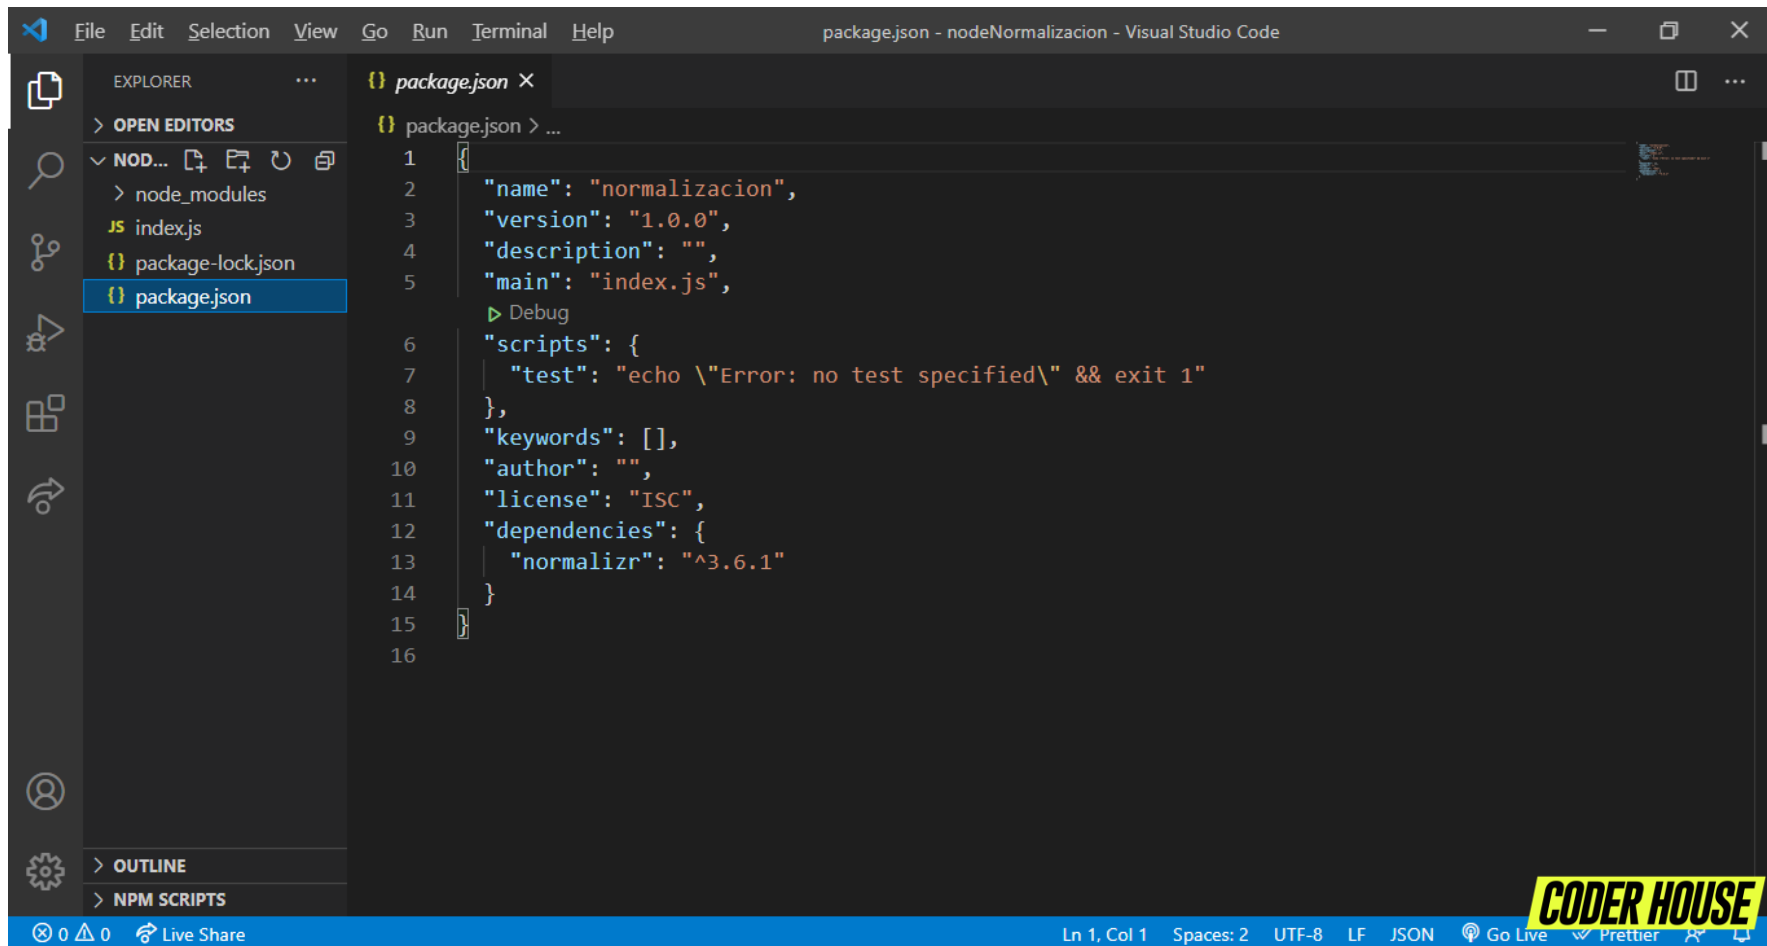 File Edit Selection View Go Run Terminal Help
package.json - nodeNormalizacion - Visual Studio Code
EXPLORER
OPEN EDITORS
NOD...
node_modules
JS index.js
{} package-lock.json
{} package.json
OUTLINE
NPM SCRIPTS
{} package.json
{} package.json > ...
1 {
2 "name": "normalizacion",
3 "version": "1.0.0",
4 "description": "",
5 "main": "index.js",
Debug
6 "scripts": {
7 "test": "echo \"Error: no test specified\" && exit 1"
8 },
9 "keywords": [],
10 "author": "",
11 "license": "ISC",
12 "dependencies": {
13 "normalizr": "^3.6.1"
14 }
15 }
16
CODER HOUSE
0 0 Live Share Ln 1, Col 1 Spaces: 2 UTF-8 LF JSON Go Live Prettier